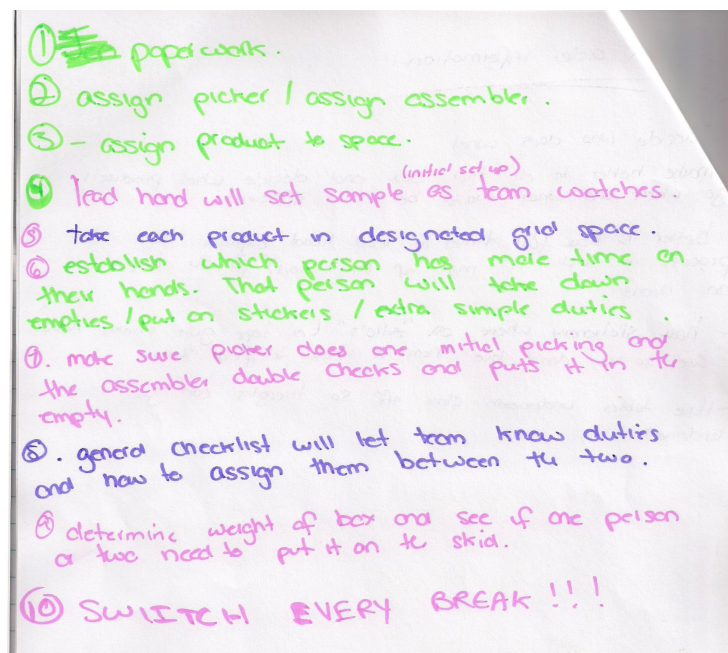 ① paperwork.
② assign picker / assign assembler.
③ - assign product to space.
(initial set up)
④ lead hand will set sample as team watches
⑤ take each product in designated grid space.
⑥ establish which person has more time on
their hands. That person will take down
empties / put on stickers / extra simple duties.
⑦. make sure picker does one initial picking and
the assembler double checks and puts it in the
empty.
⑧. general checklist will let team know duties
and how to assign them between the two.
⑨ determine weight of box and see if one person
or two need to put it on the skid.
⑩ SWITCH EVERY BREAK!!!